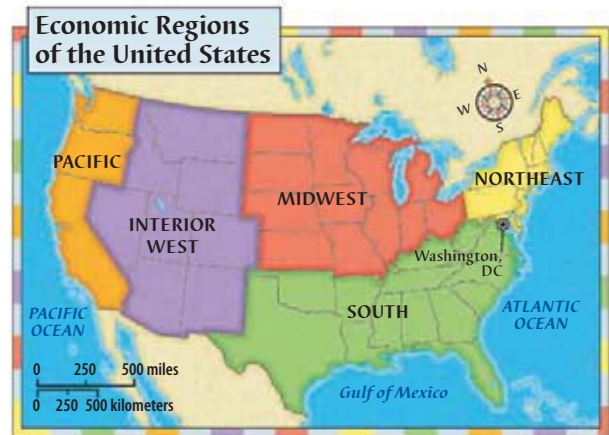 Economic Regions
of the United States
N
W
E
S
PACIFIC
NORTHEAST
MIDWEST
INTERIOR
WEST
Washington,
DC
SOUTH
PACIFIC
OCEAN
ATLANTIC
OCEAN
0 250 500 miles
0 250 500 kilometers
Gulf of Mexico